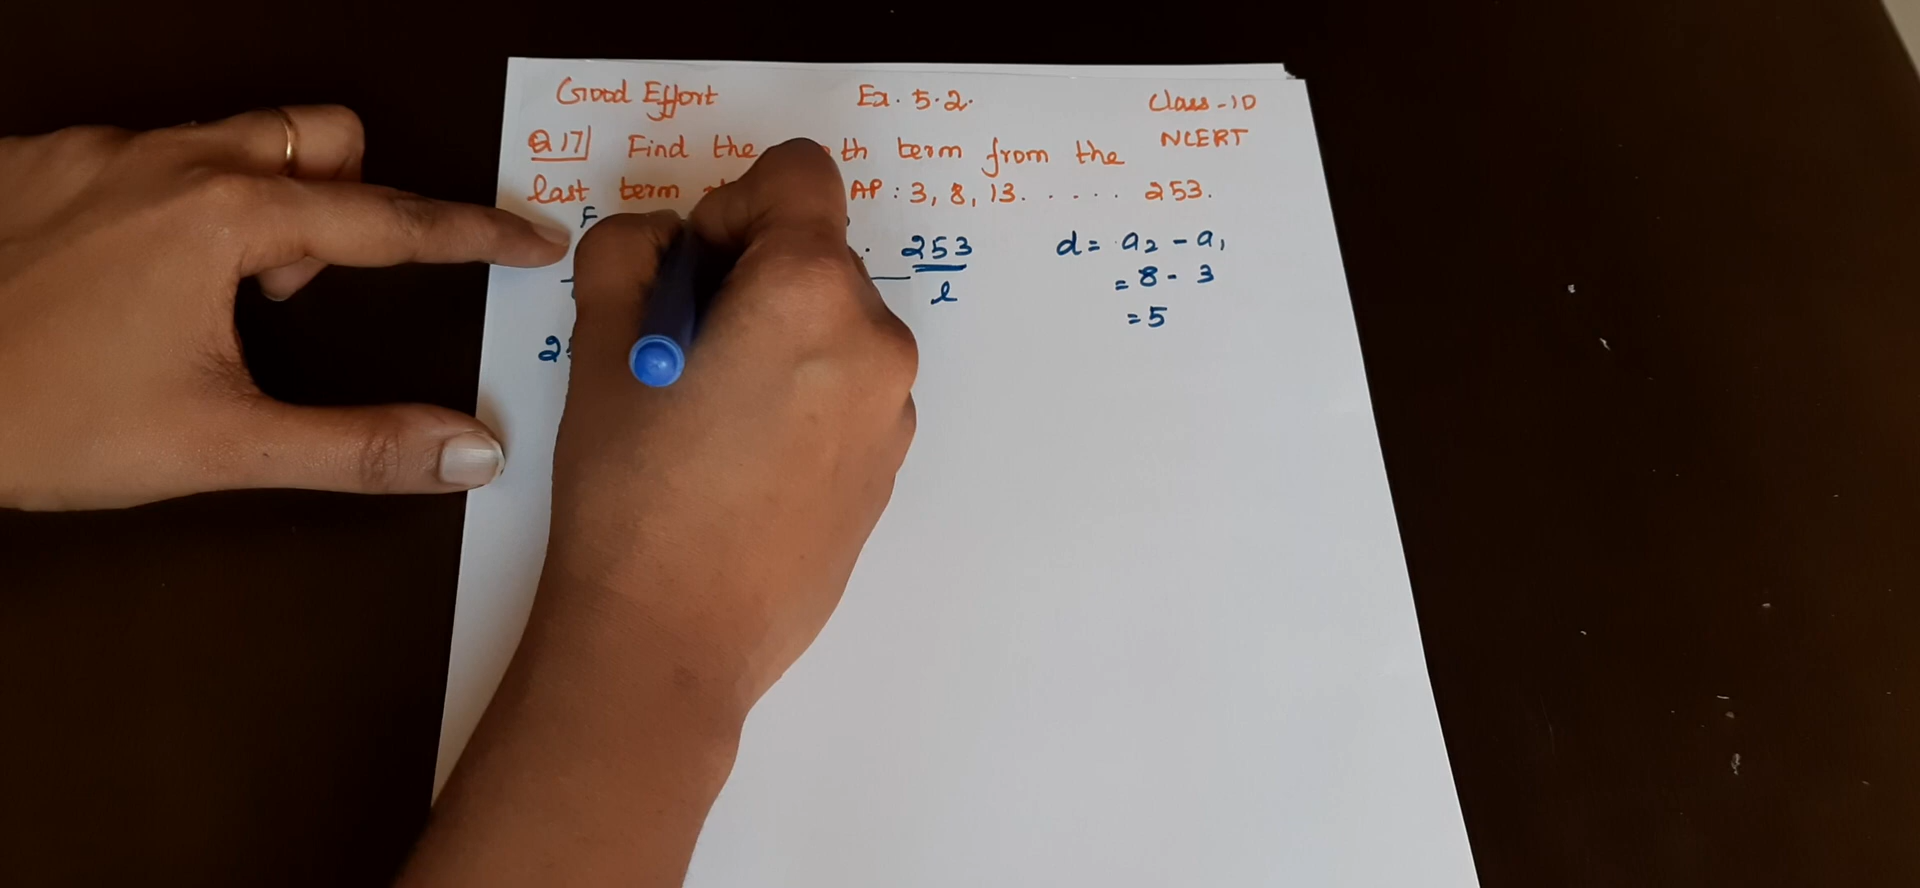 Good Effort Ex. 5.2. Class-10
Q17| Find the th term from the NCERT
last term AP: 3, 8, 13. . . . . . 253.
F
253 d = a2 - a1
l = 8 - 3
= 5